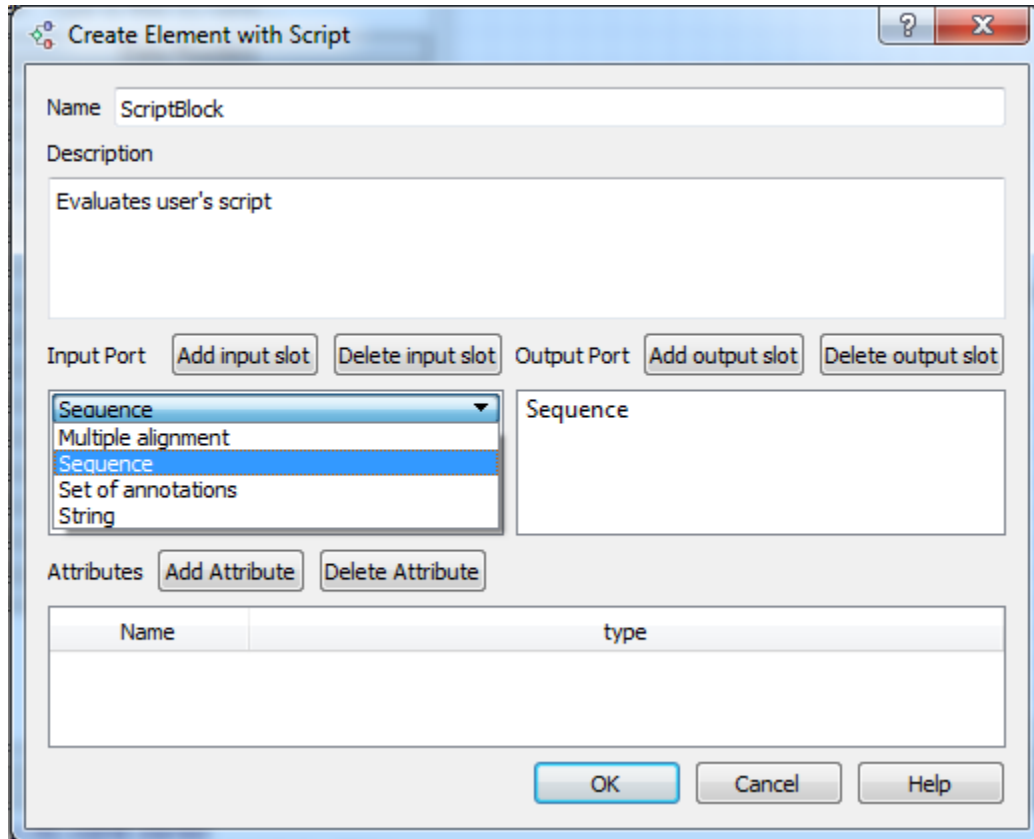 Create Element with Script
Name ScriptBlock
Description
Evaluates user's script
Input Port Add input slot Delete input slot Output Port Add output slot Delete output slot
Sequence Sequence
Multiple alignment
Sequence
Set of annotations
String
Attributes Add Attribute Delete Attribute
Name type
OK Cancel Help